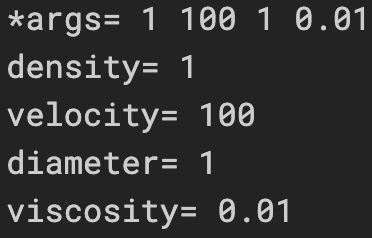 *args= 1 100 1 0.01
density= 1
velocity= 100
diameter= 1
viscosity= 0.01